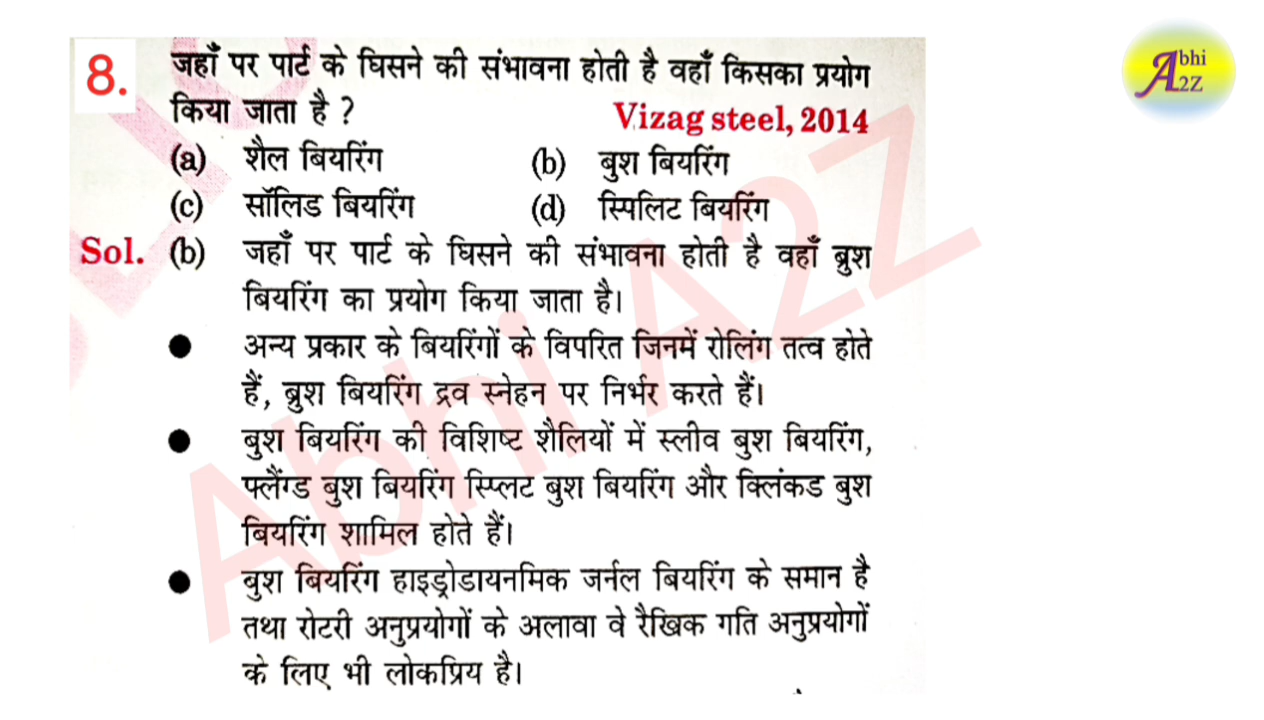 Abhi
A2Z
8. जहाँ पर पार्ट के घिसने की संभावना होती है वहाँ किसका प्रयोग
किया जाता है ? Vizag steel, 2014
(a) शैल बियरिंग (b) बुश बियरिंग
(c) सॉलिड बियरिंग (d) स्पिलिट बियरिंग
Sol. (b) जहाँ पर पार्ट के घिसने की संभावना होती है वहाँ ब्रुश
बियरिंग का प्रयोग किया जाता है।
● अन्य प्रकार के बियरिंगों के विपरित जिनमें रोलिंग तत्व होते
हैं, ब्रुश बियरिंग द्रव स्नेहन पर निर्भर करते हैं।
● बुश बियरिंग की विशिष्ट शैलियों में स्लीव बुश बियरिंग,
फ्लैंग्ड बुश बियरिंग स्प्लिट बुश बियरिंग और क्लिंकड बुश
बियरिंग शामिल होते हैं।
● बुश बियरिंग हाइड्रोडायनमिक जर्नल बियरिंग के समान है
तथा रोटरी अनुप्रयोगों के अलावा वे रैखिक गति अनुप्रयोगों
के लिए भी लोकप्रिय है।
Abhi A2Z